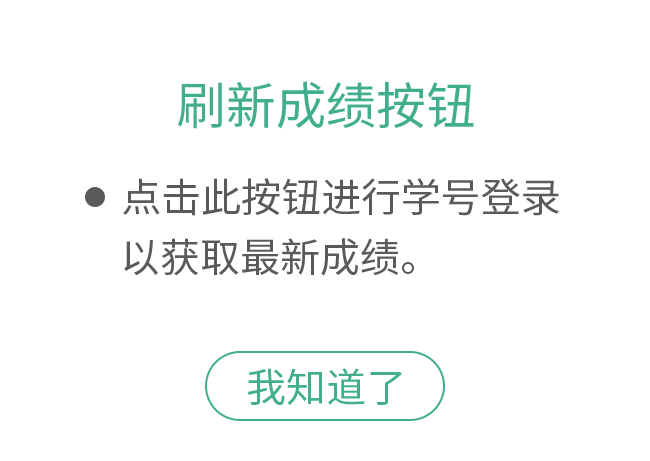 刷新成绩按钮
● 点击此按钮进行学号登录
以获取最新成绩。
我知道了